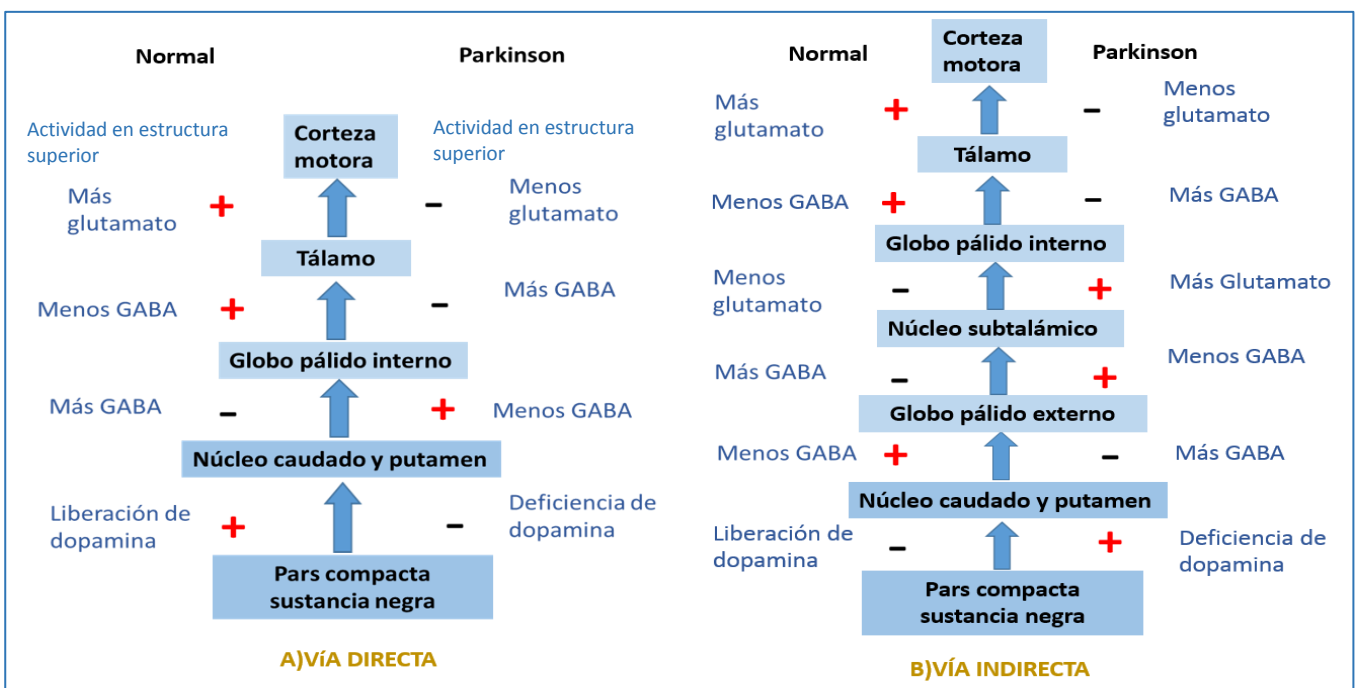 Normal
Parkinson
Actividad en estructura
superior
Corteza
motora
Actividad en estructura
superior
Más
glutamato
+
–
Menos
glutamato
Tálamo
Menos GABA
+
–
Más GABA
Globo pálido interno
Más GABA
–
+
Menos GABA
Núcleo caudado y putamen
Liberación de
dopamina
+
–
Deficiencia de
dopamina
Pars compacta
sustancia negra
A)VíA DIRECTA
Normal
Corteza
motora
Parkinson
Más
glutamato
+
–
Menos
glutamato
Tálamo
Menos GABA
+
–
Más GABA
Globo pálido interno
Menos
glutamato
–
+
Más Glutamato
Núcleo subtalámico
Más GABA
–
+
Menos GABA
Globo pálido externo
Menos GABA
+
–
Más GABA
Núcleo caudado y putamen
Liberación de
dopamina
–
+
Deficiencia de
dopamina
Pars compacta
sustancia negra
B)VÍA INDIRECTA